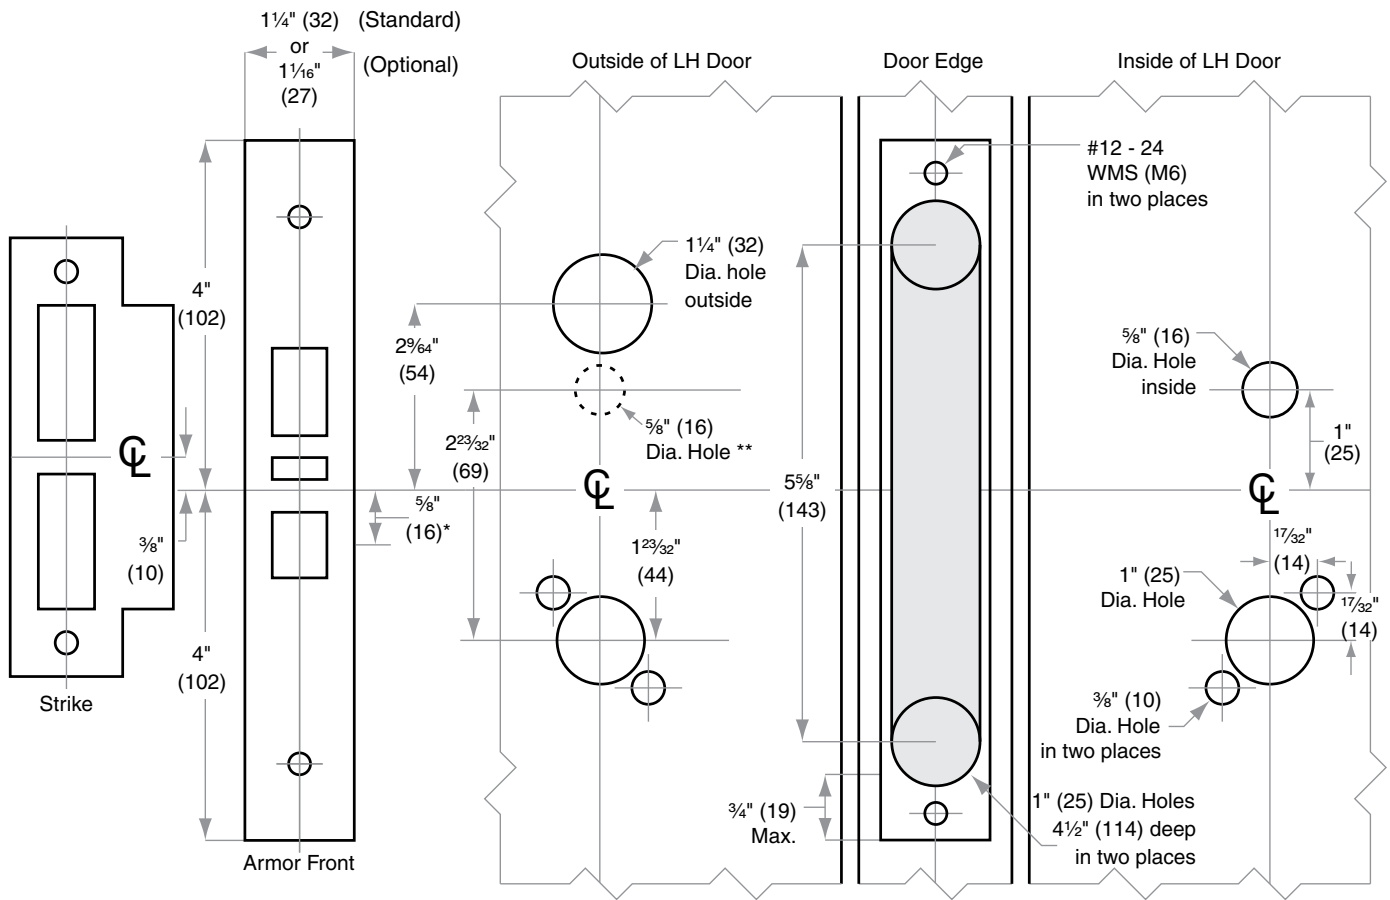 1¼" (32) (Standard)
or
1¹⁄₁₆" (Optional)
(27)
Outside of LH Door
Door Edge
Inside of LH Door
#12 - 24
WMS (M6)
in two places
1¼" (32)
Dia. hole
outside
4"
(102)
2⁹⁄₆₄"
(54)
⅝" (16)
Dia. Hole
inside
⅝" (16)
Dia. Hole **
2²³⁄₃₂"
(69)
1"
(25)
℄
℄
℄
5⅝"
(143)
⅝"
(16)*
⅜"
(10)
1²³⁄₃₂"
(44)
¹⁷⁄₃₂"
(14)
1" (25)
Dia. Hole
¹⁷⁄₃₂"
(14)
4"
(102)
Strike
⅜" (10)
Dia. Hole
in two places
¾" (19)
Max.
1" (25) Dia. Holes
4½" (114) deep
in two places
Armor Front